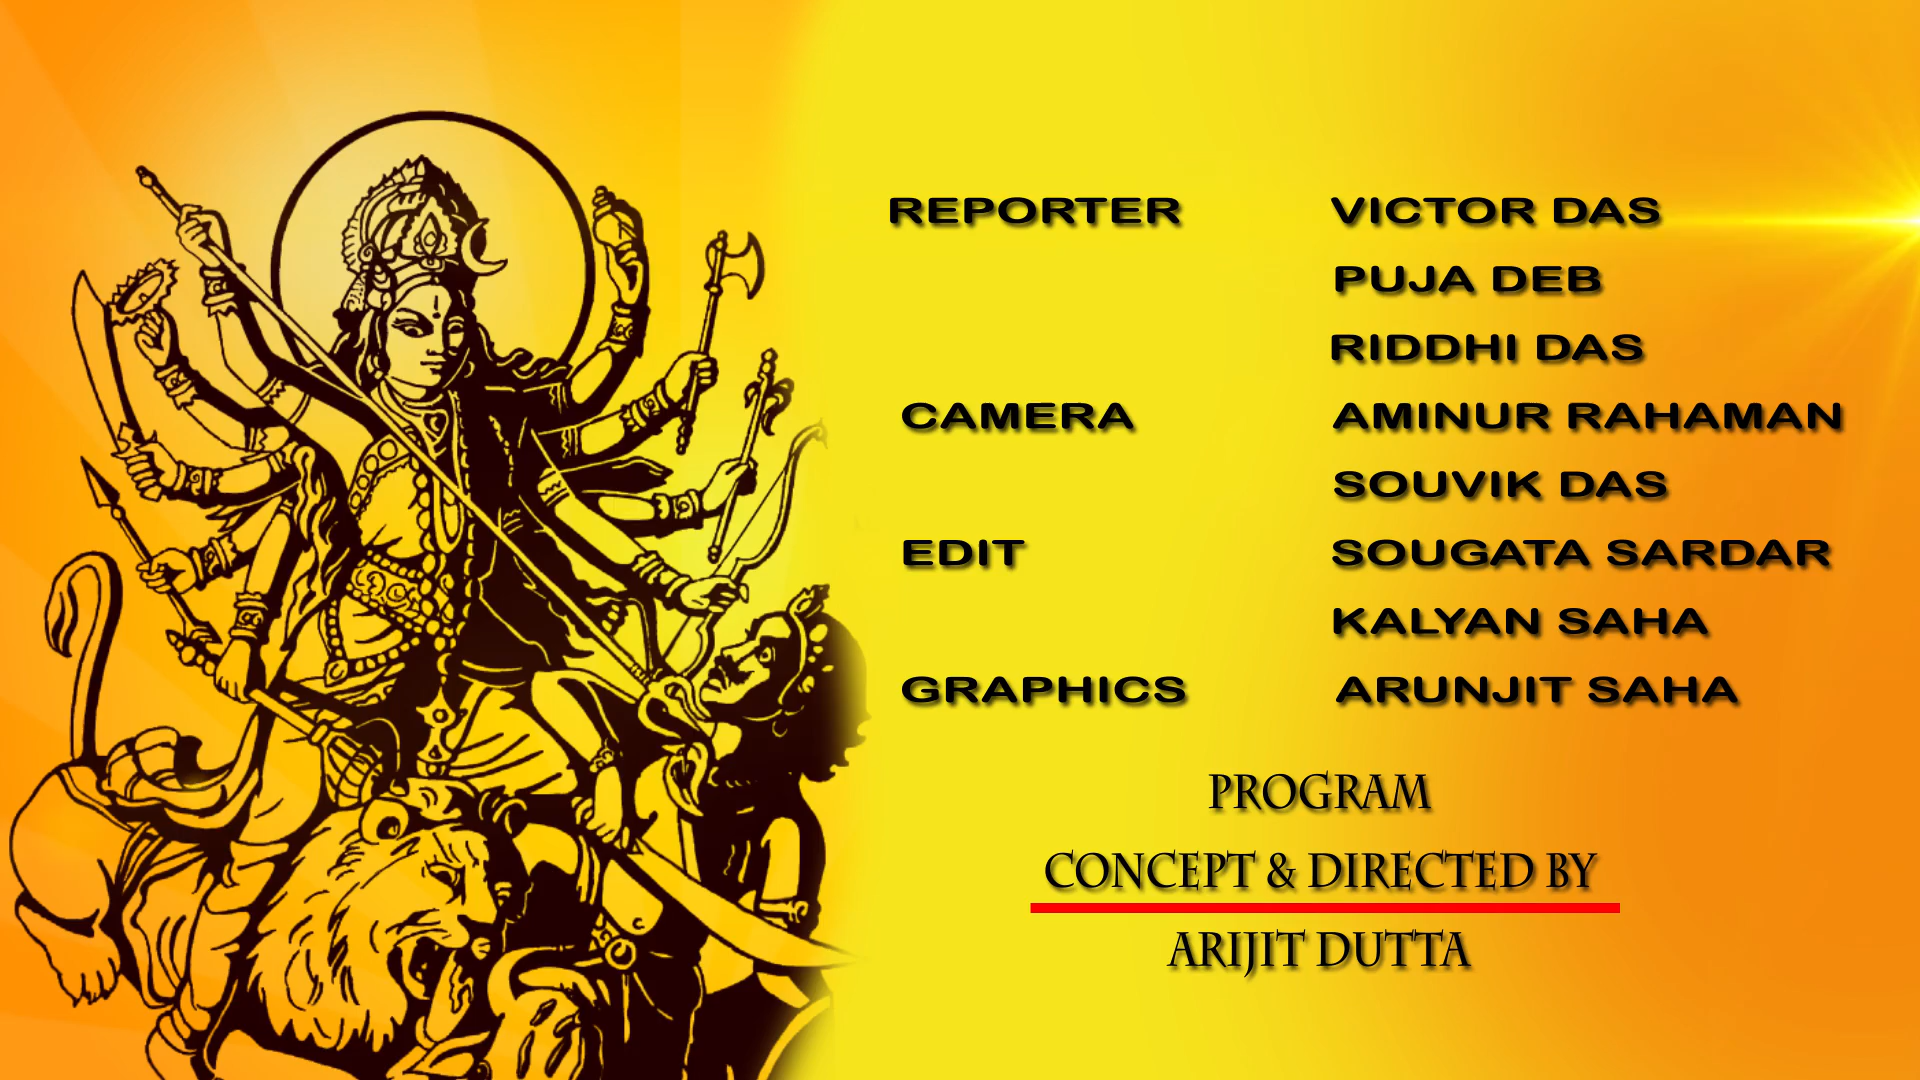 REPORTER VICTOR DAS
PUJA DEB
RIDDHI DAS
CAMERA AMINUR RAHAMAN
SOUVIK DAS
EDIT SOUGATA SARDAR
KALYAN SAHA
GRAPHICS ARUNJIT SAHA
PROGRAM
CONCEPT & DIRECTED BY
ARIJIT DUTTA